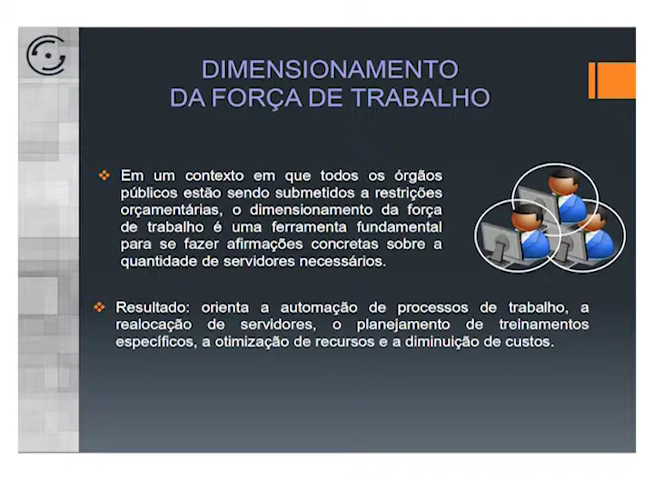 DIMENSIONAMENTO
DA FORÇA DE TRABALHO
Em um contexto em que todos os órgãos
públicos estão sendo submetidos a restrições
orçamentárias, o dimensionamento da força
de trabalho é uma ferramenta fundamental
para se fazer afirmações concretas sobre a
quantidade de servidores necessários.
Resultado: orienta a automação de processos de trabalho, a
realocação de servidores, o planejamento de treinamentos
específicos, a otimização de recursos e a diminuição de custos.